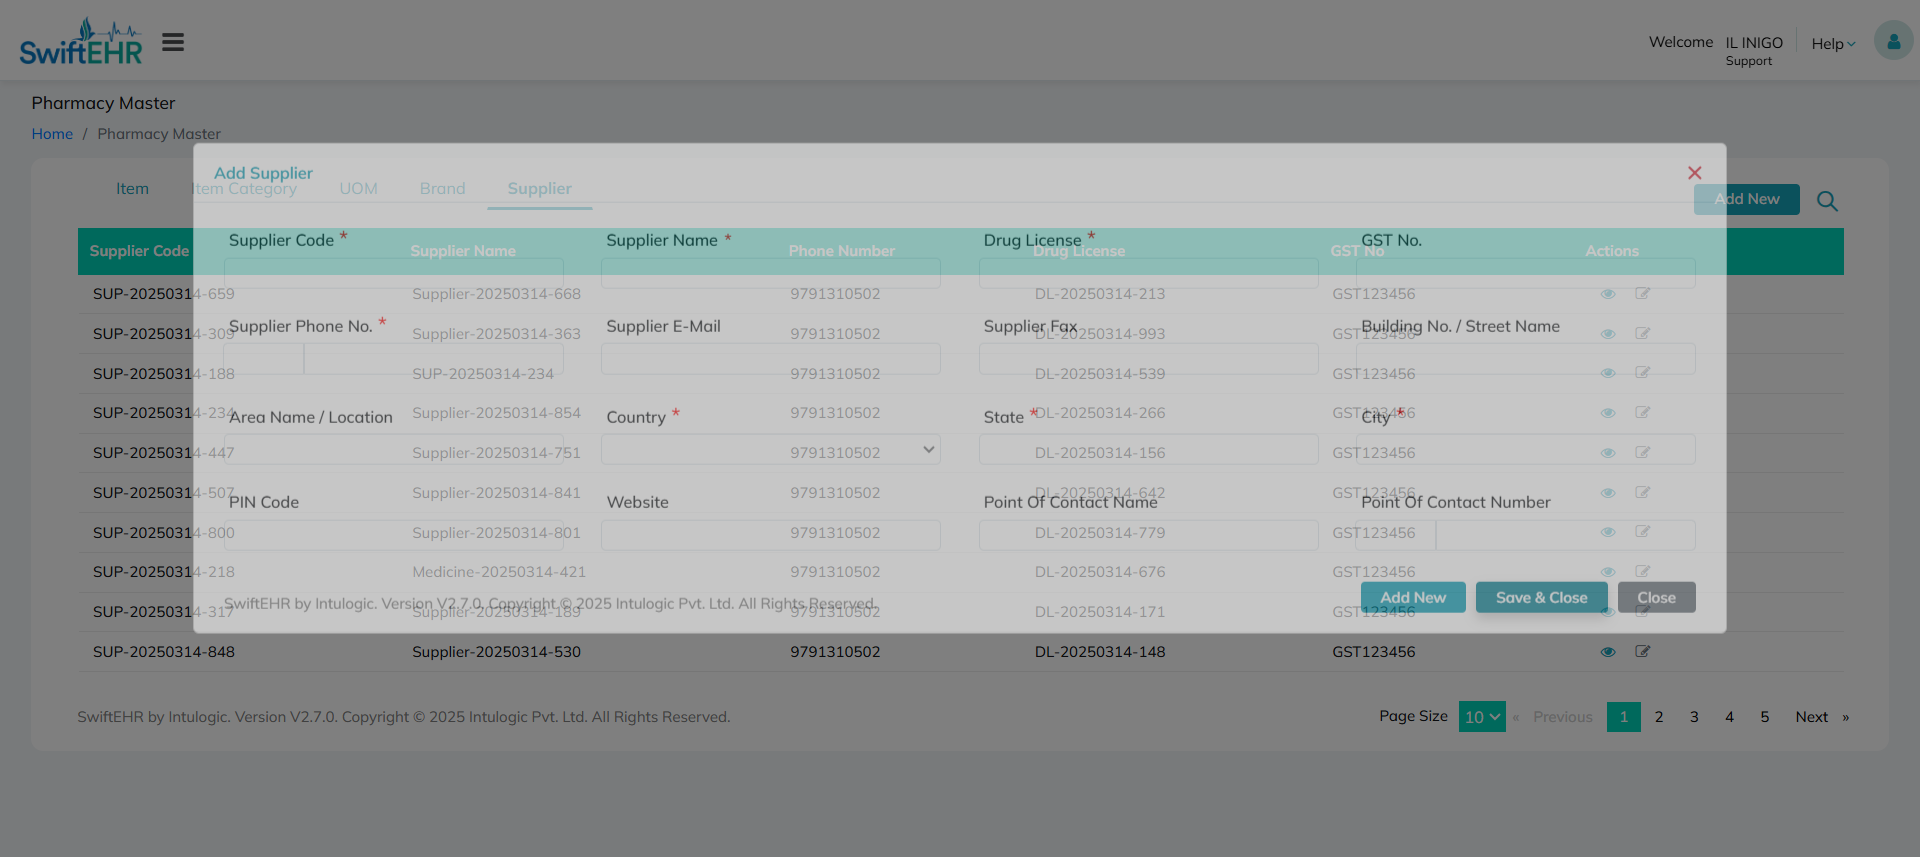 SwiftEHR
Welcome IL INIGO
Support
Help
Pharmacy Master
Home / Pharmacy Master
Add Supplier
Item Item Category UOM Brand Supplier
Add New
Supplier Code * Supplier Name * Drug License * GST No.
Supplier Code Supplier Name Phone Number Drug License GST No Actions
SUP-20250314-659 Supplier-20250314-668 9791310502 DL-20250314-213 GST123456
Supplier Phone No. * Supplier E-Mail Supplier Fax Building No. / Street Name
SUP-20250314-309 Supplier-20250314-363 9791310502 DL-20250314-993 GST123456
SUP-20250314-188 SUP-20250314-234 9791310502 DL-20250314-539 GST123456
SUP-20250314-234 Supplier-20250314-854 9791310502 DL-20250314-266 GST123456
Area Name / Location Country * State * City *
SUP-20250314-447 Supplier-20250314-751 9791310502 DL-20250314-156 GST123456
SUP-20250314-507 Supplier-20250314-841 9791310502 DL-20250314-642 GST123456
PIN Code Website Point Of Contact Name Point Of Contact Number
SUP-20250314-800 Supplier-20250314-801 9791310502 DL-20250314-779 GST123456
SUP-20250314-218 Medicine-20250314-421 9791310502 DL-20250314-676 GST123456
SwiftEHR by Intulogic. Version V2.7.0. Copyright © 2025 Intulogic Pvt. Ltd. All Rights Reserved.
Add New Save & Close Close
SUP-20250314-317 Supplier-20250314-189 9791310502 DL-20250314-171 GST123456
SUP-20250314-848 Supplier-20250314-530 9791310502 DL-20250314-148 GST123456
SwiftEHR by Intulogic. Version V2.7.0. Copyright © 2025 Intulogic Pvt. Ltd. All Rights Reserved.
Page Size 10 « Previous 1 2 3 4 5 Next »